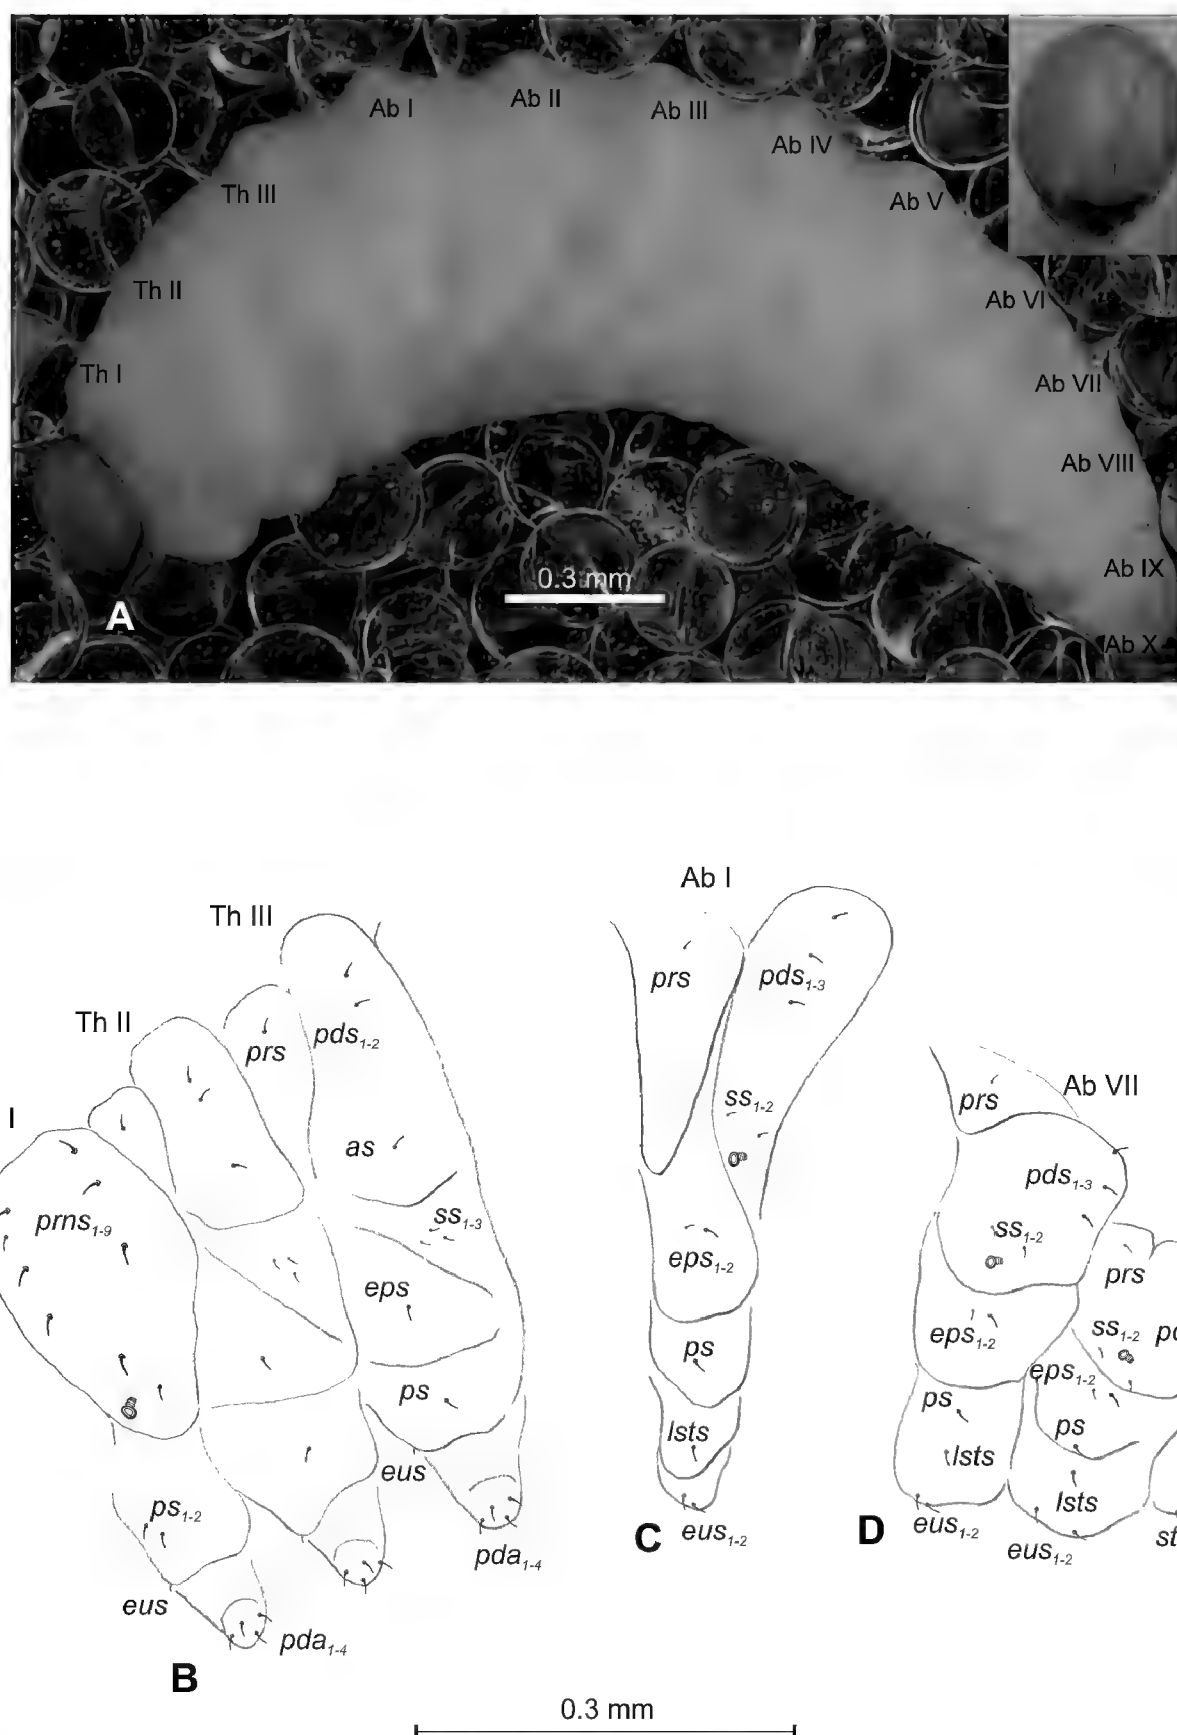 Ab I
Ab II
Ab III
Ab IV
Th III
Ab V
Th II
Ab VI
Th I
Ab VII
Ab VIII
Ab IX
0.3 mm
A
Ab X
Ab I
Th III
prs
pds1-3
Th II
prs
pds1-2
Ab VII
prs
ss1-2
I
as
pds1-3
prns1-9
ss1-3
ss1-2
eps1-2
prs
eps
eps1-2
ss1-2
ps
eps1-2
ps
ps
ps
lsts
lsts
eus
lsts
ps1-2
eus1-2
C
D
eus1-2
eus1-2
st
pda1-4
eus
pda1-4
B
0.3 mm